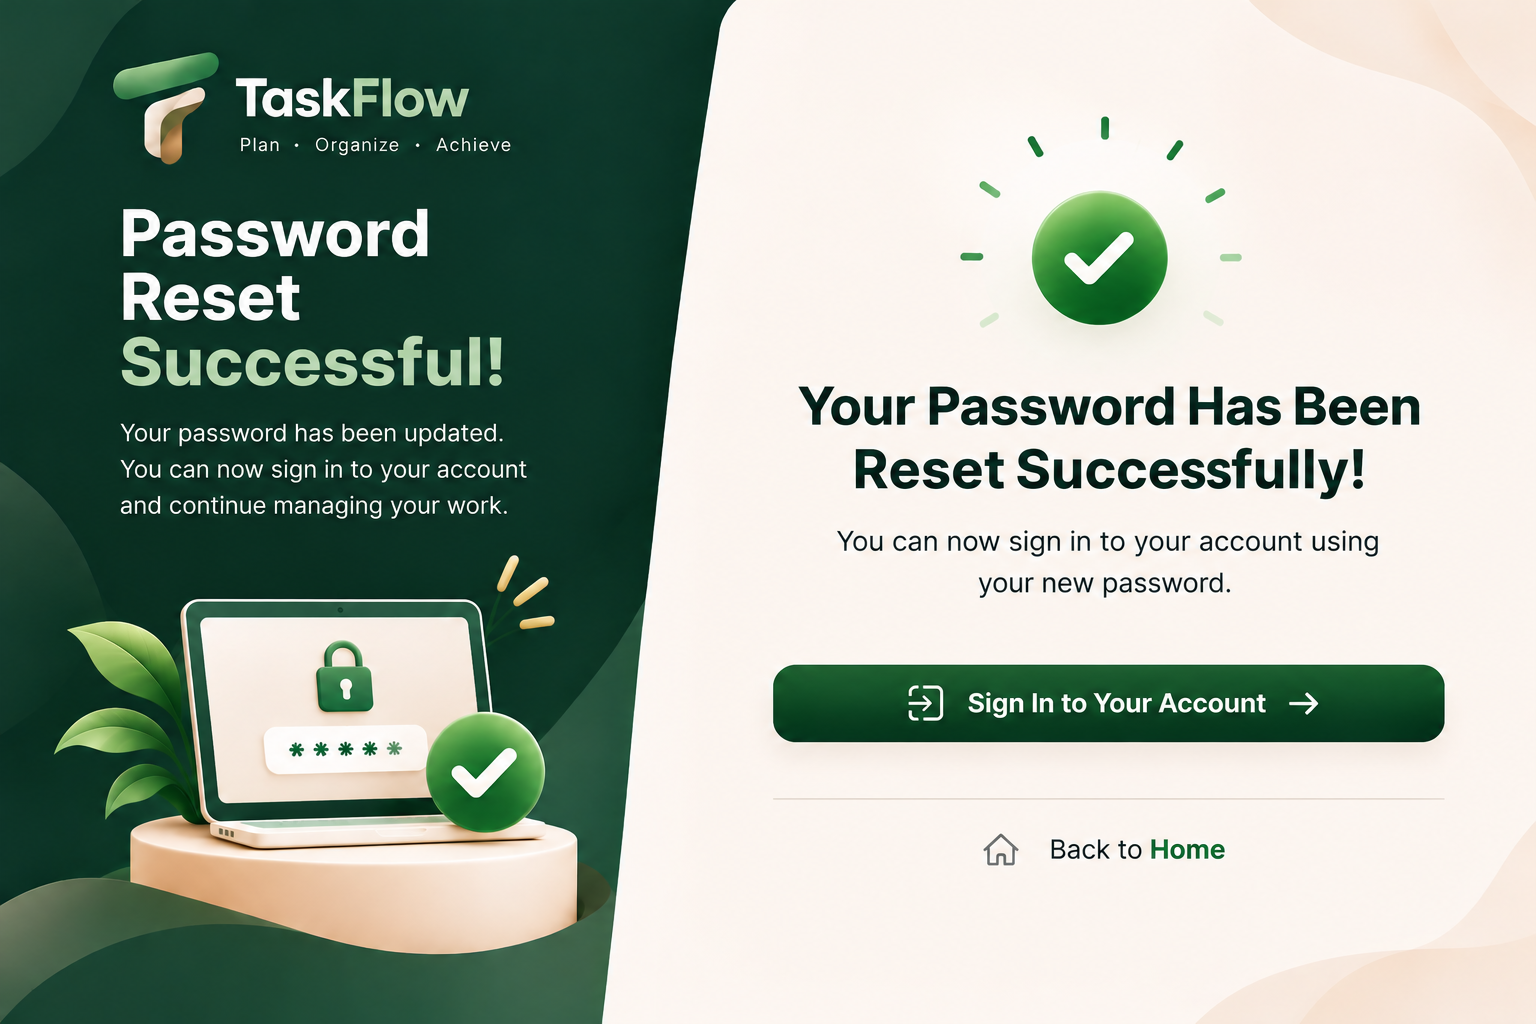 TaskFlow
Plan • Organize • Achieve
Password
Reset
Successful!
Your password has been updated.
You can now sign in to your account
and continue managing your work.
*****
Your Password Has Been
Reset Successfully!
You can now sign in to your account using
your new password.
Sign In to Your Account →
Back to Home